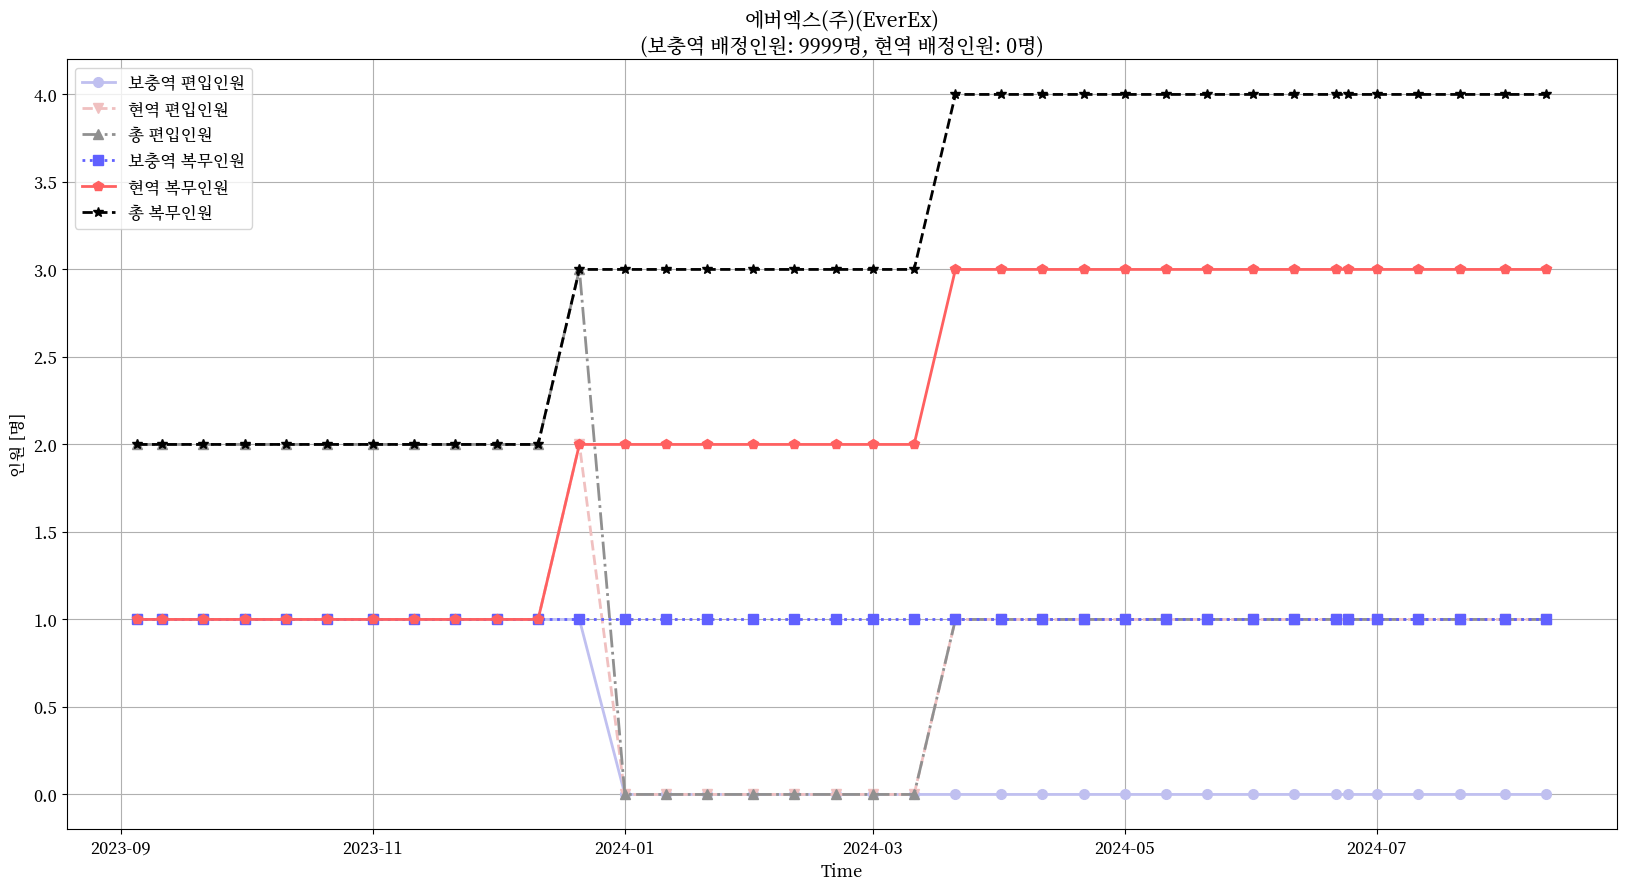 에버엑스(주)(EverEx)
(보충역 배정인원: 9999명, 현역 배정인원: 0명)
보충역 편입인원
현역 편입인원
총 편입인원
보충역 복무인원
현역 복무인원
총 복무인원
4.0
3.5
3.0
2.5
2.0
1.5
1.0
0.5
0.0
인원 [명]
2023-09 2023-11 2024-01 2024-03 2024-05 2024-07
Time